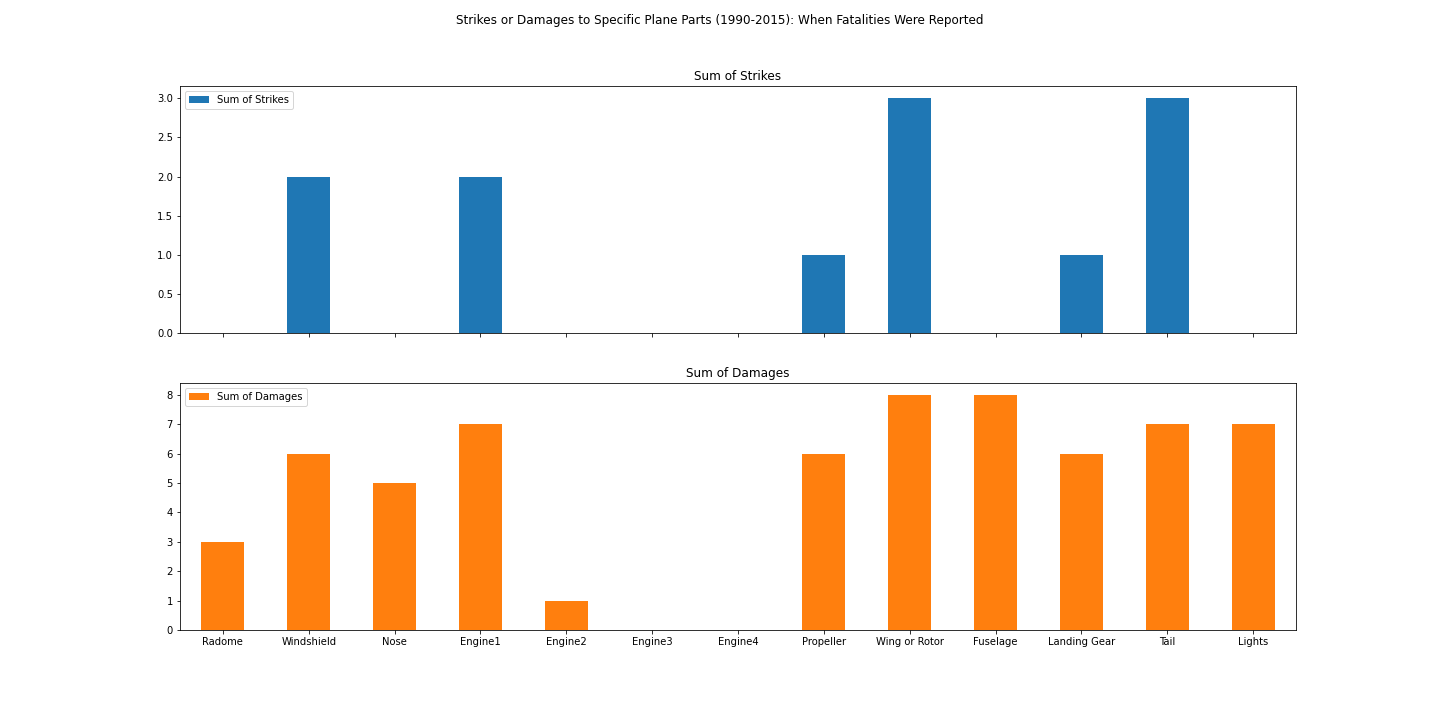 Strikes or Damages to Specific Plane Parts (1990-2015): When Fatalities Were Reported
Sum of Strikes
Sum of Strikes
3.0
2.5
2.0
1.5
1.0
0.5
0.0
Sum of Damages
Sum of Damages
8
7
6
5
4
3
2
1
0
Radome Windshield Nose Engine1 Engine2 Engine3 Engine4 Propeller Wing or Rotor Fuselage Landing Gear Tail Lights